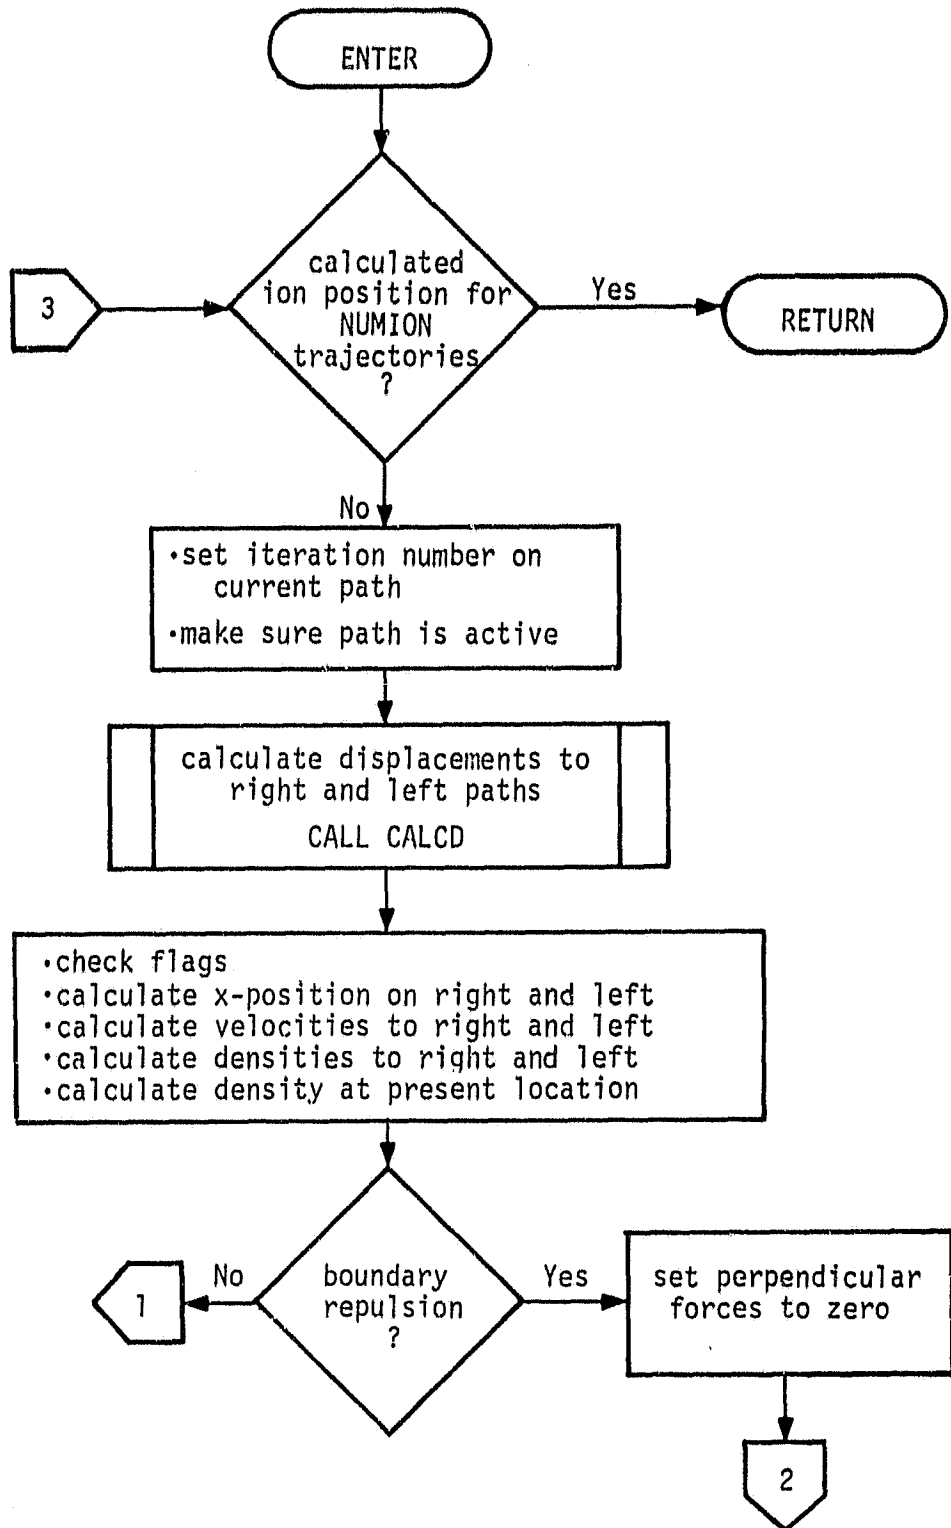 ENTER
calculated
ion position for
NUMION
trajectories
?
3
Yes
RETURN
No
•set iteration number on
current path
•make sure path is active
calculate displacements to
right and left paths
CALL CALCD
•check flags
•calculate x-position on right and left
•calculate velocities to right and left
•calculate densities to right and left
•calculate density at present location
1
No
boundary
repulsion
?
Yes
set perpendicular
forces to zero
2